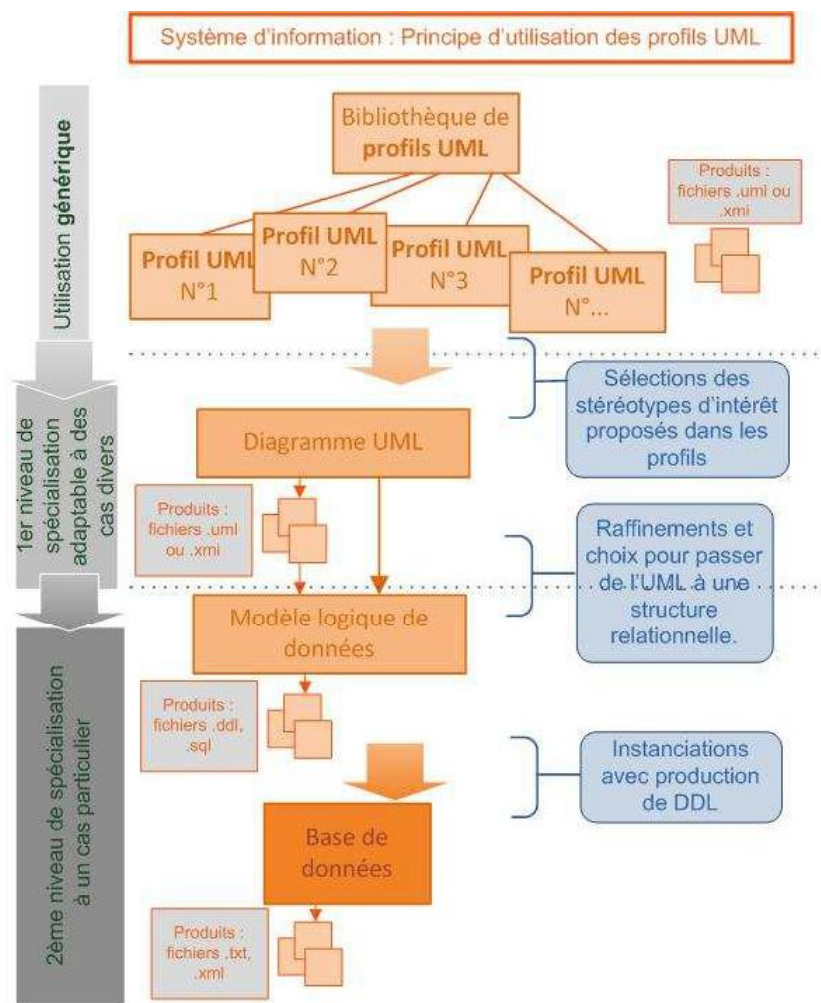 Système d'information : Principe d'utilisation des profils UML
Utilisation générique
Bibliothèque de
profils UML
Produits :
fichiers .uml ou
.xmi
Profil UML
N°1
Profil UML
N°2
Profil UML
N°3
Profil UML
N°...
Sélections des
stéréotypes d'intérêt
proposés dans les
profils
1er niveau de
spécialisation
adaptable à des
cas divers
Diagramme UML
Produits :
fichiers .uml
ou .xmi
Raffinements et
choix pour passer
de l'UML à une
structure
relationnelle.
Modèle logique de
données
2ème niveau de spécialisation
à un cas particulier
Produits :
fichiers .ddl,
.sql
Instanciations
avec production
de DDL
Base de
données
Produits :
fichiers .txt,
.xml